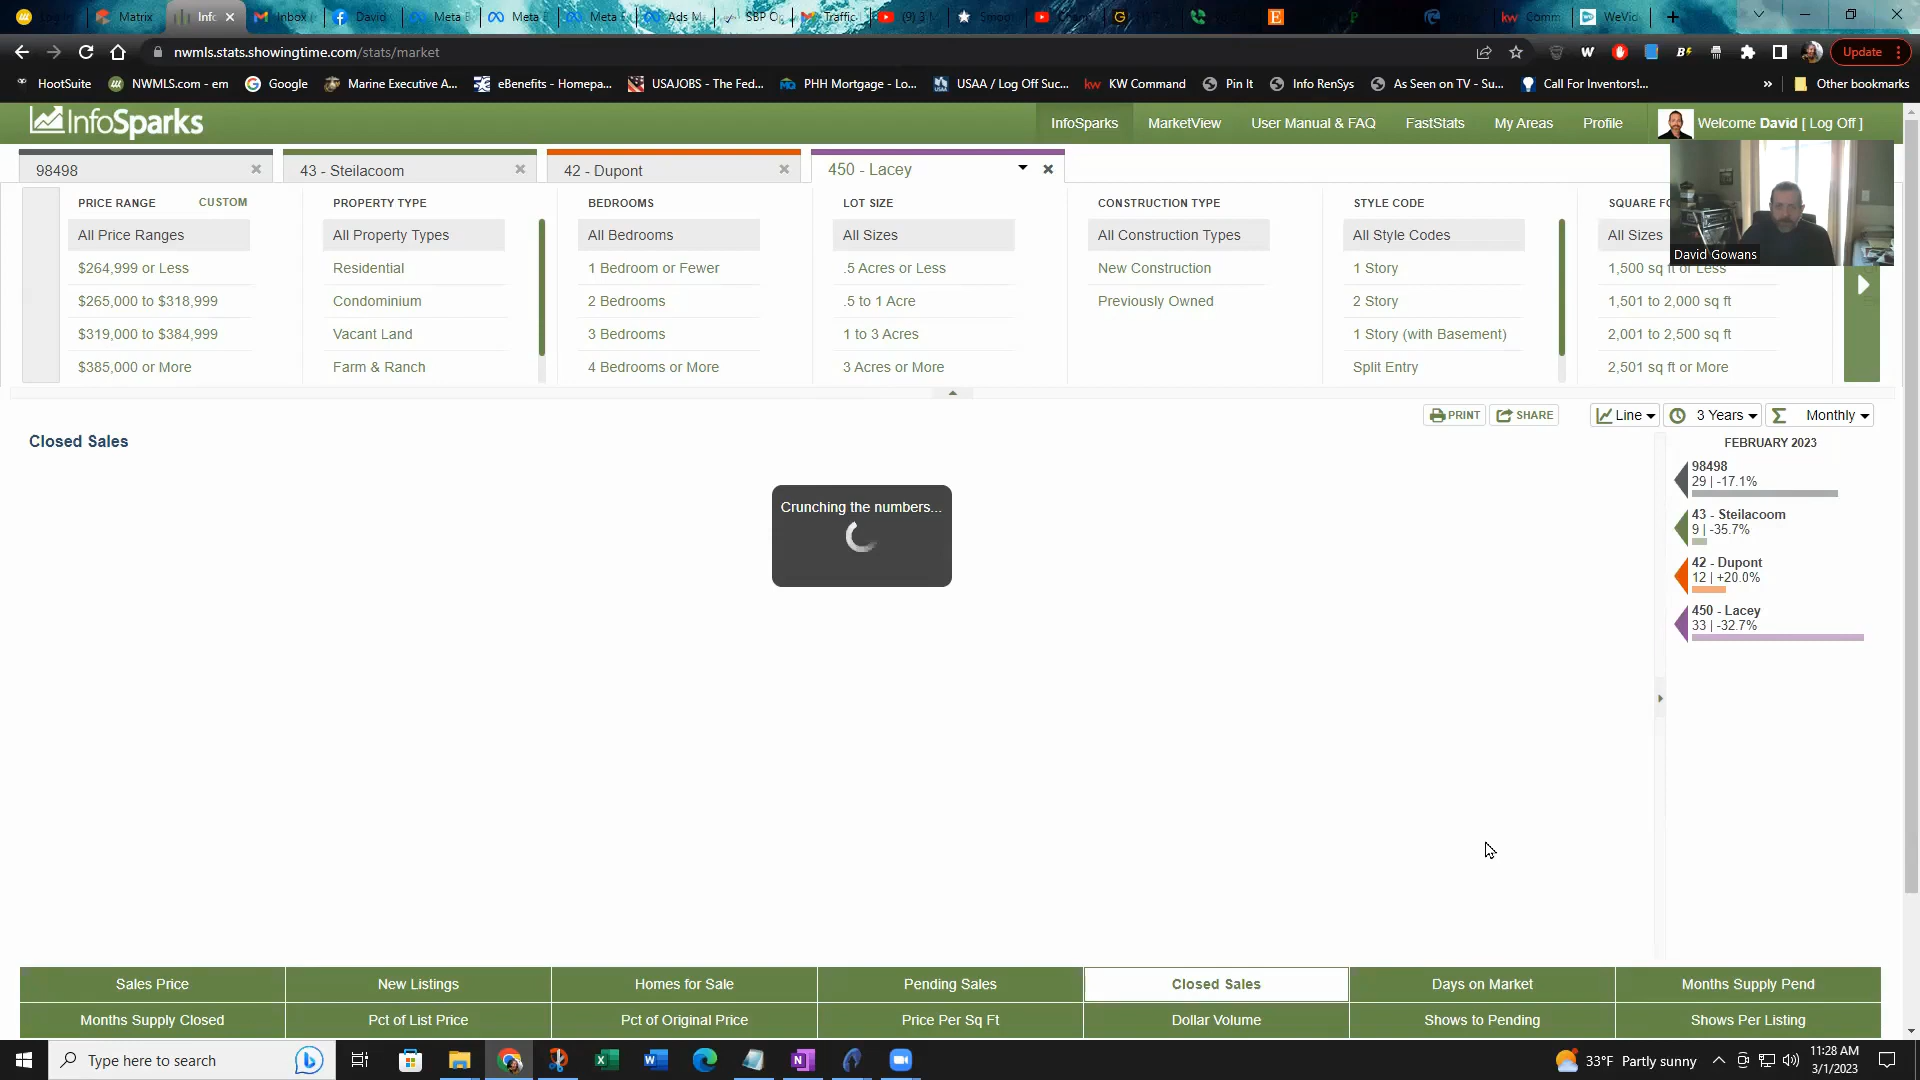 Matrix
Info
Inbox
David
Meta
Meta
Meta
Ads M
SBP O
Traffic
(9)
Comm
WeVid
nwmls.stats.showingtime.com/stats/market
Update
HootSuite
NWMLS.com - em
Google
Marine Executive A...
eBenefits - Homepa...
USAJOBS - The Fed...
PHH Mortgage - Lo...
USAA / Log Off Suc...
KW Command
Pin It
Info RenSys
As Seen on TV - Su...
Call For Inventors!...
»
Other bookmarks
InfoSparks
InfoSparks
MarketView
User Manual & FAQ
FastStats
My Areas
Profile
Welcome David [ Log Off ]
98498
43 - Steilacoom
42 - Dupont
450 - Lacey
PRICE RANGE CUSTOM
All Price Ranges
$264,999 or Less
$265,000 to $318,999
$319,000 to $384,999
$385,000 or More
PROPERTY TYPE
All Property Types
Residential
Condominium
Vacant Land
Farm & Ranch
BEDROOMS
All Bedrooms
1 Bedroom or Fewer
2 Bedrooms
3 Bedrooms
4 Bedrooms or More
LOT SIZE
All Sizes
.5 Acres or Less
.5 to 1 Acre
1 to 3 Acres
3 Acres or More
CONSTRUCTION TYPE
All Construction Types
New Construction
Previously Owned
STYLE CODE
All Style Codes
1 Story
2 Story
1 Story (with Basement)
Split Entry
SQUARE FO
All Sizes
1,500 sq ft or Less
1,501 to 2,000 sq ft
2,001 to 2,500 sq ft
2,501 sq ft or More
David Gowans
PRINT
SHARE
Line
3 Years
Monthly
Closed Sales
Crunching the numbers...
FEBRUARY 2023
98498
29 | -17.1%
43 - Steilacoom
9 | -35.7%
42 - Dupont
12 | +20.0%
450 - Lacey
33 | -32.7%
Sales Price
New Listings
Homes for Sale
Pending Sales
Closed Sales
Days on Market
Months Supply Pend
Months Supply Closed
Pct of List Price
Pct of Original Price
Price Per Sq Ft
Dollar Volume
Shows to Pending
Shows Per Listing
Type here to search
33°F Partly sunny
11:28 AM
3/1/2023